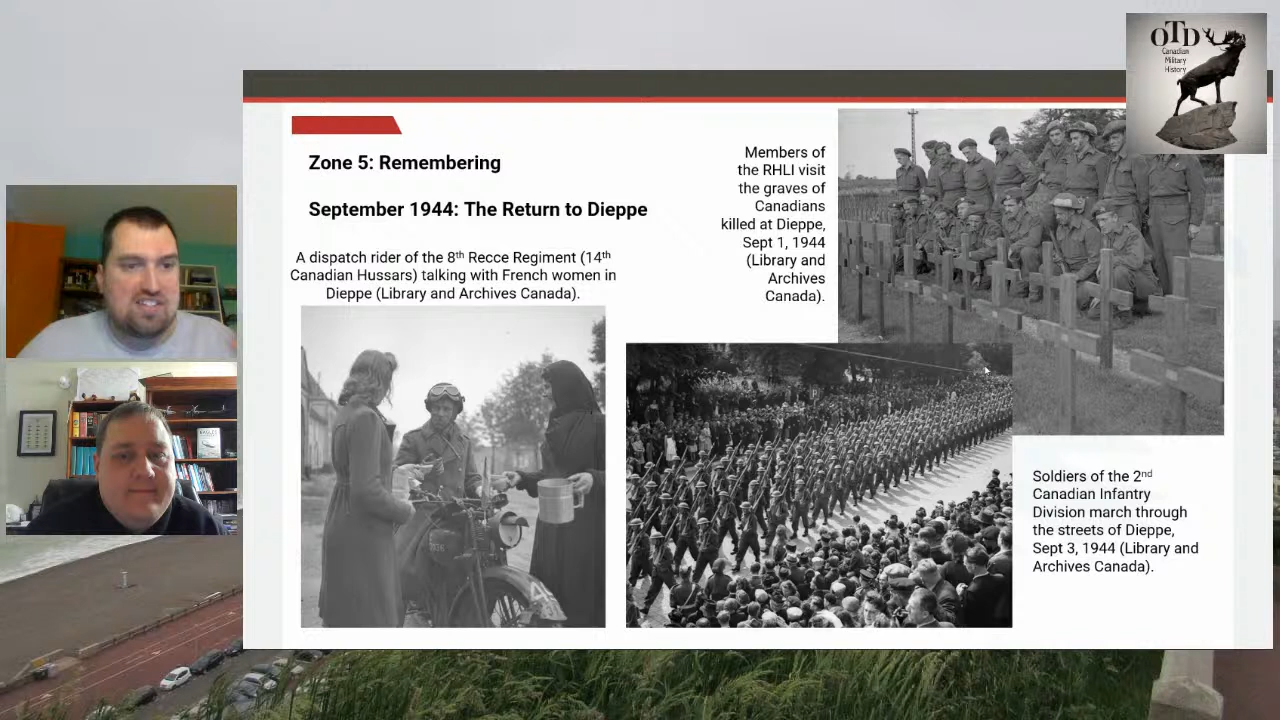 OTD
Canadian
Military
History
Zone 5: Remembering
September 1944: The Return to Dieppe
A dispatch rider of the 8th Recce Regiment (14th
Canadian Hussars) talking with French women in
Dieppe (Library and Archives Canada).
Members of
the RHLI visit
the graves of
Canadians
killed at Dieppe,
Sept 1, 1944
(Library and
Archives
Canada).
Soldiers of the 2nd
Canadian Infantry
Division march through
the streets of Dieppe,
Sept 3, 1944 (Library and
Archives Canada).